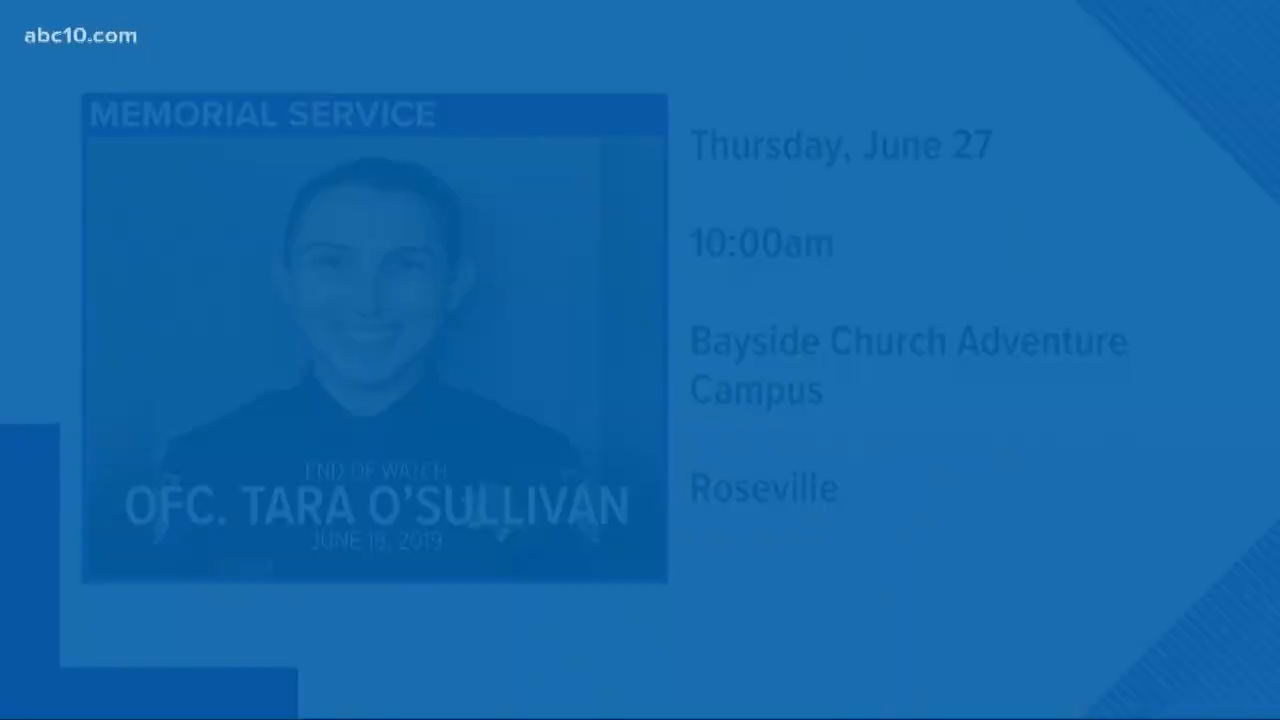 abc10.com
MEMORIAL SERVICE
END OF WATCH
OFC. TARA O'SULLIVAN
JUNE 18, 2019
Thursday, June 27
10:00am
Bayside Church Adventure
Campus
Roseville